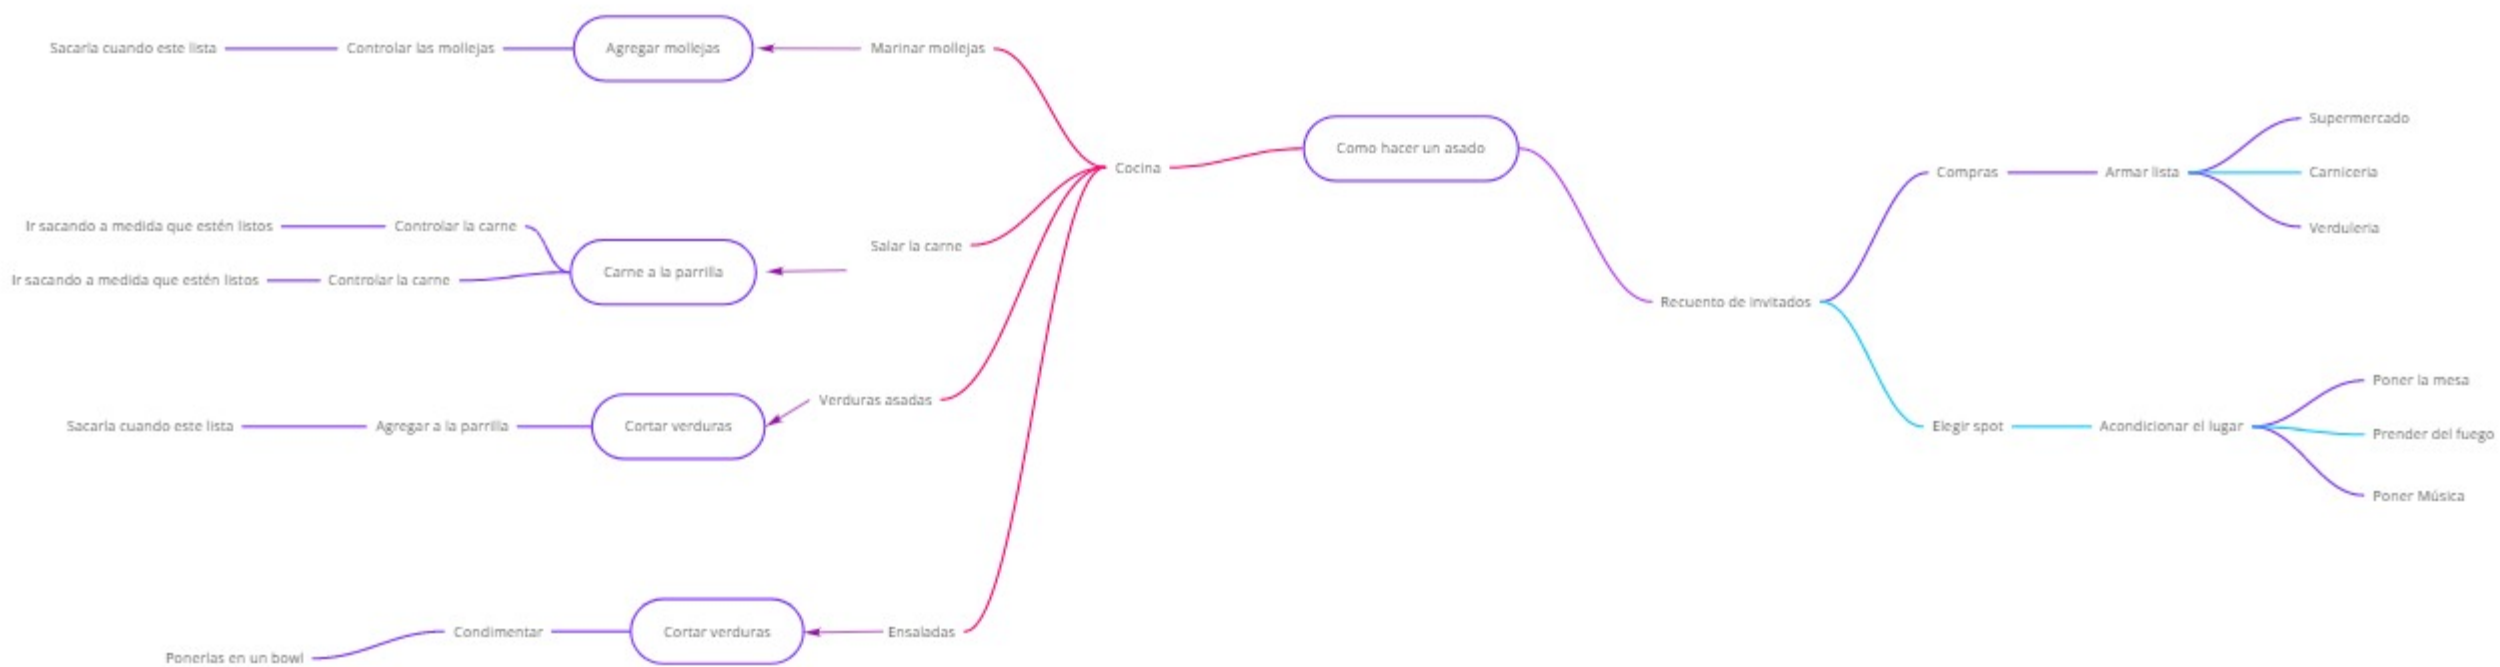 Sacarla cuando este lista
Controlar las mollejas
Agregar mollejas
Marinar mollejas
Ir sacando a medida que estén listos
Controlar la carne
Ir sacando a medida que estén listos
Controlar la carne
Carne a la parrilla
Salar la carne
Sacarla cuando este lista
Agregar a la parrilla
Cortar verduras
Verduras asadas
Ponerlas en un bowl
Condimentar
Cortar verduras
Ensaladas
Cocina
Como hacer un asado
Recuento de invitados
Compras
Armar lista
Supermercado
Carniceria
Verduleria
Elegir spot
Acondicionar el lugar
Poner la mesa
Prender del fuego
Poner Música